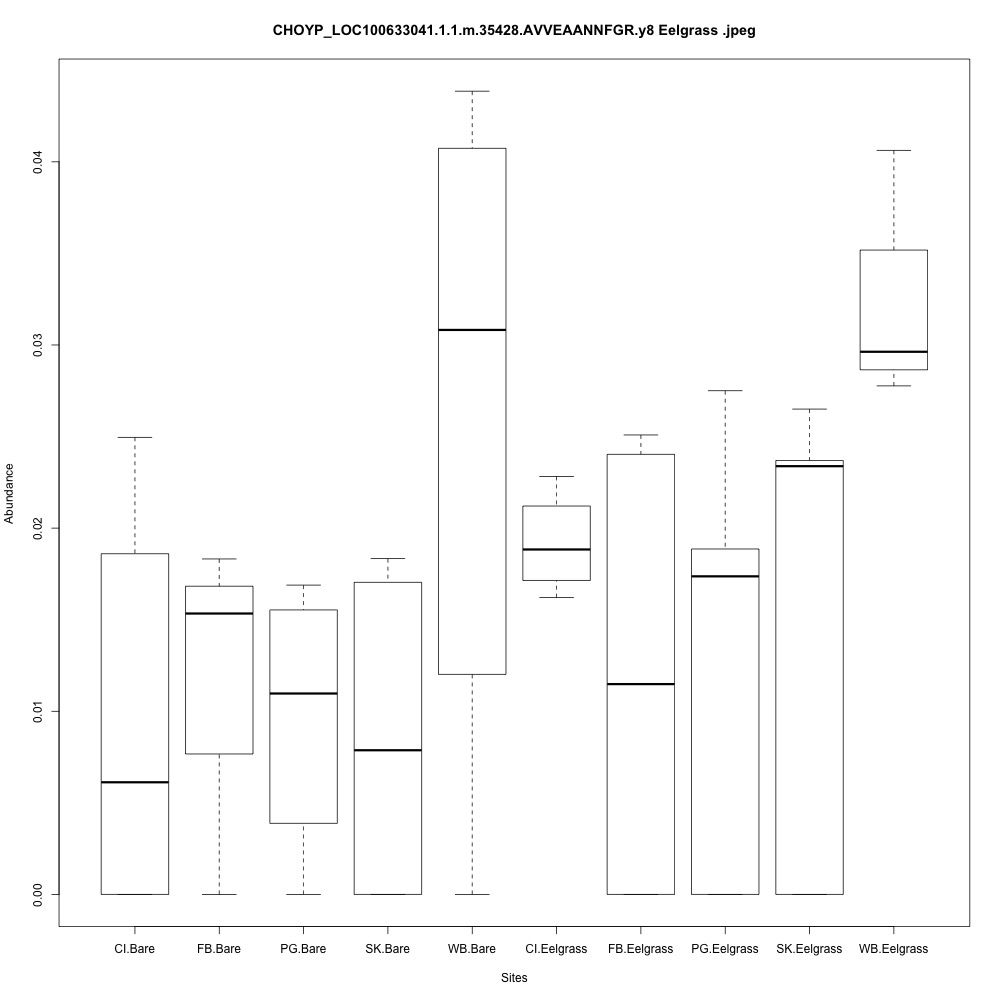 CHOYP_LOC100633041.1.1.m.35428.AVVEAANNFGR.y8 Eelgrass .jpeg
Abundance
0.04
0.03
0.02
0.01
0.00
CI.Bare FB.Bare PG.Bare SK.Bare WB.Bare CI.Eelgrass FB.Eelgrass PG.Eelgrass SK.Eelgrass WB.Eelgrass
Sites